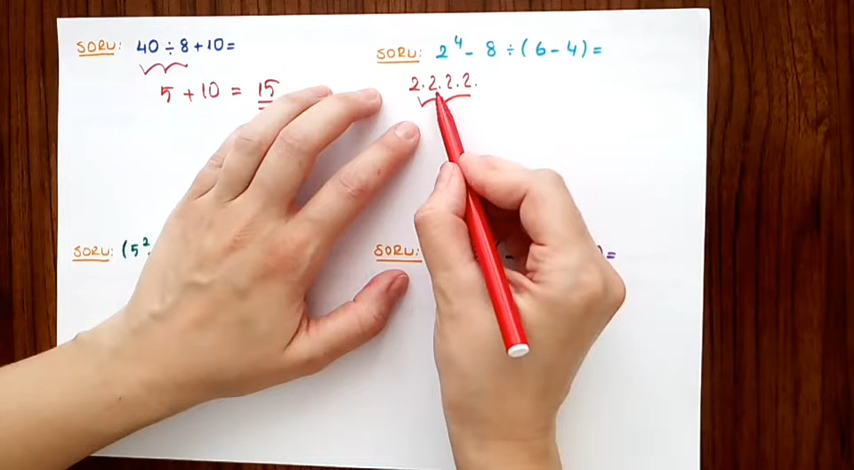 SORU: 40 ÷ 8 + 10 =
5 + 10 = 15
SORU: 2⁴ - 8 ÷ ( 6 - 4 ) =
2.2.2.2.
SORU: (5²
SORU:
=